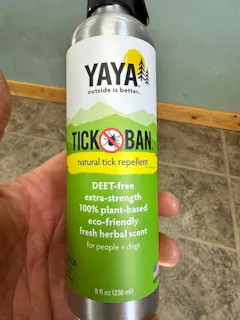 YAYA
outside is better.
TICK BAN
natural tick repellent
DEET-free
extra-strength
100% plant-based
eco-friendly
fresh herbal scent
for people + dogs
8 fl oz (236 ml)